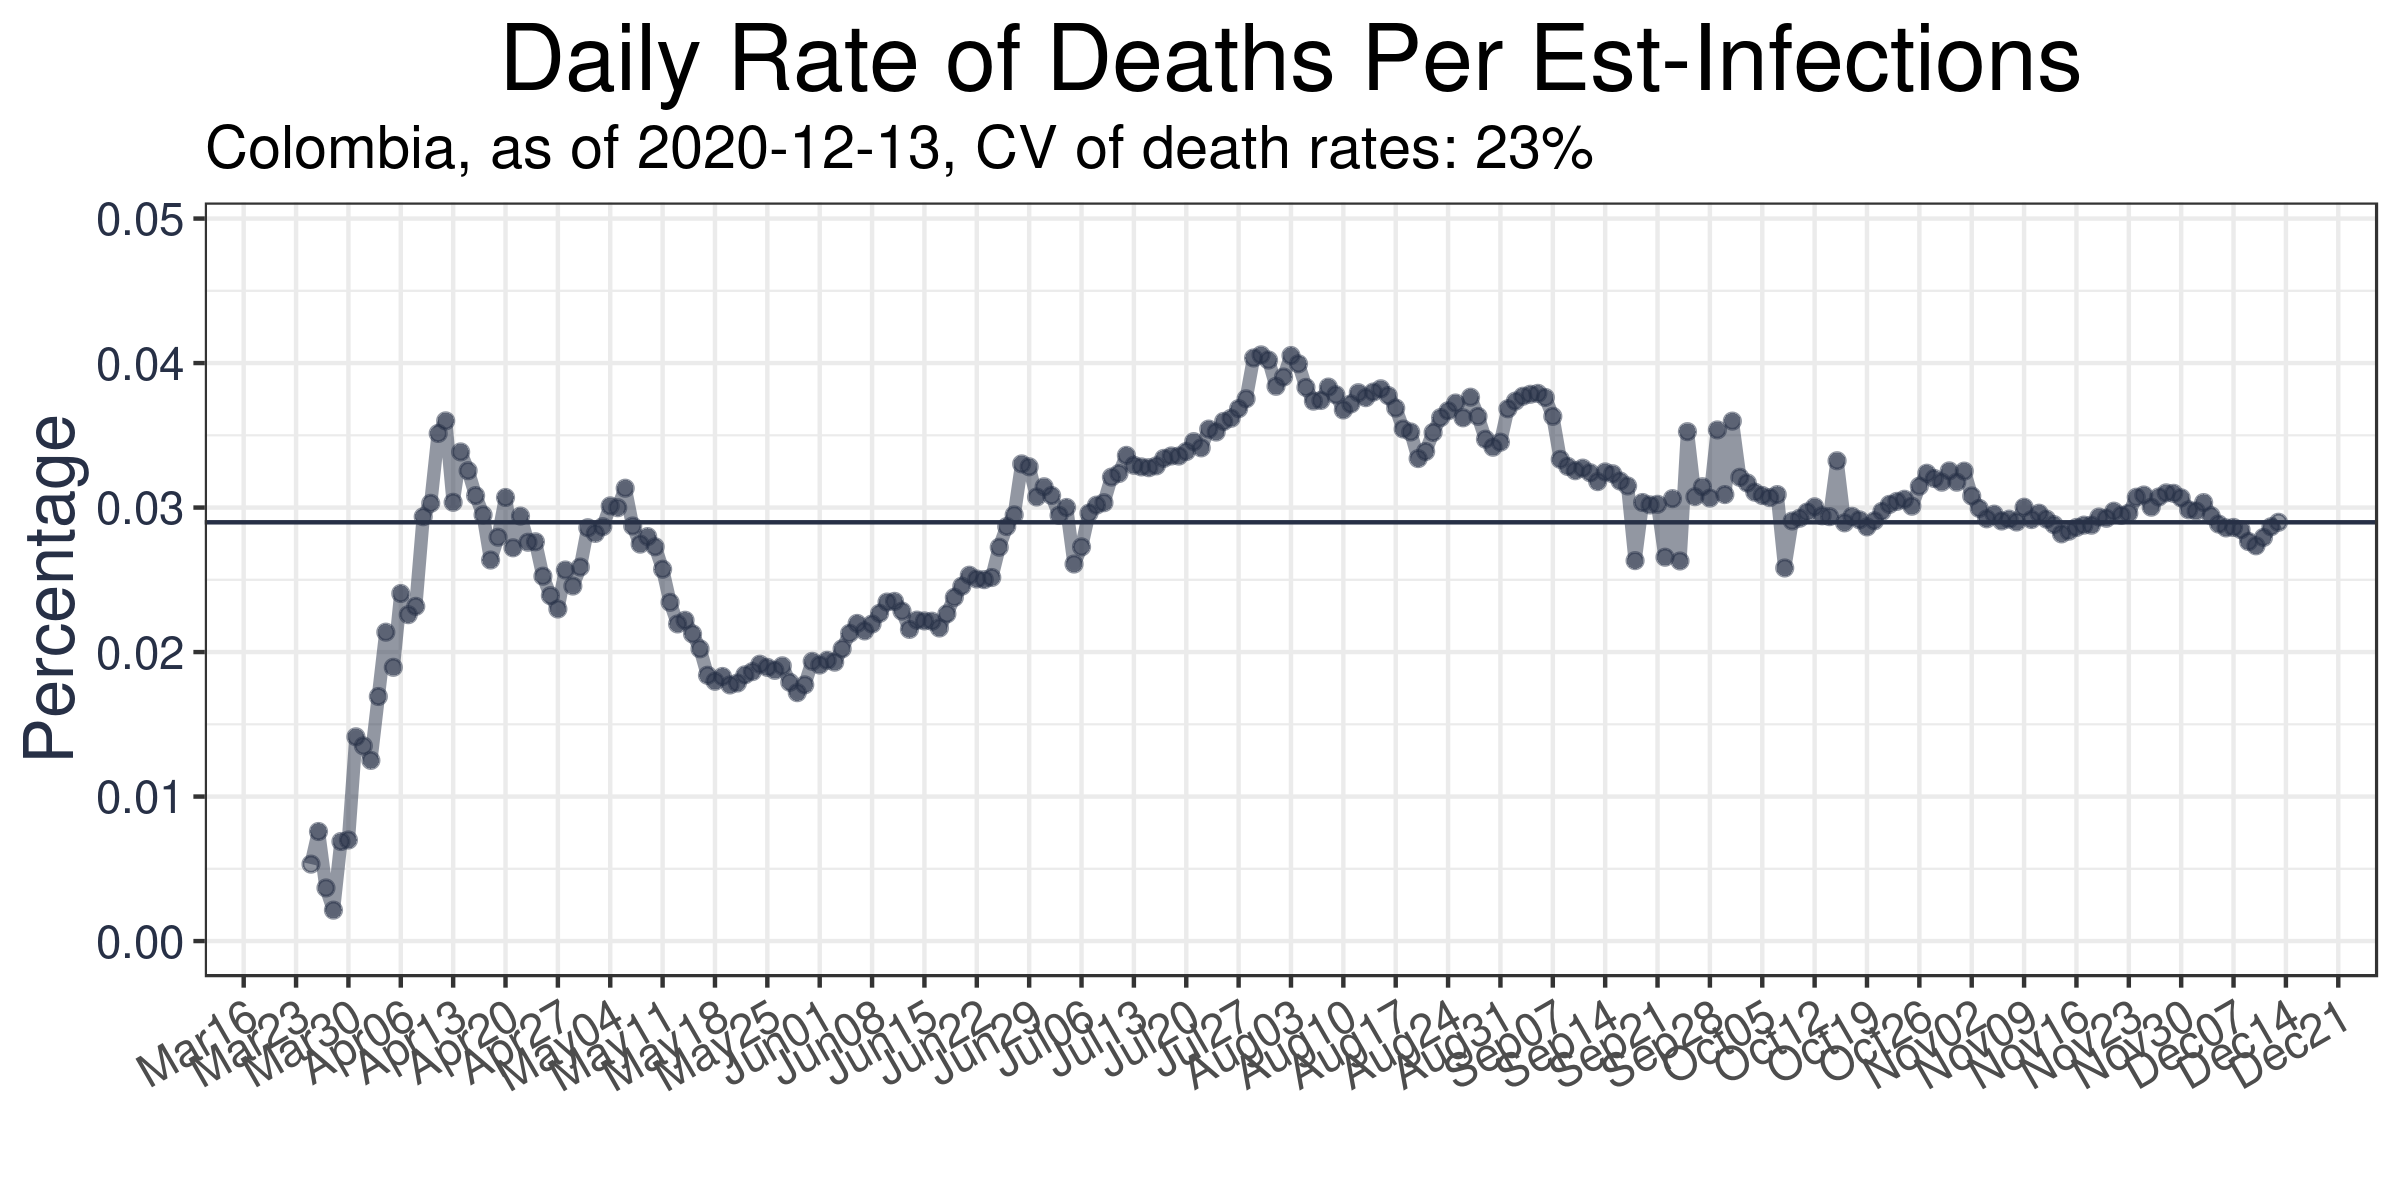 Daily Rate of Deaths Per Est-Infections
Colombia, as of 2020-12-13, CV of death rates: 23%
Percentage
0.05
0.04
0.03
0.02
0.01
0.00
Mar16
Mar23
Mar30
Apr06
Apr13
Apr20
Apr27
May04
May11
May18
May25
Jun01
Jun08
Jun15
Jun22
Jun29
Jul06
Jul13
Jul20
Jul27
Aug03
Aug10
Aug17
Aug24
Aug31
Sep07
Sep14
Sep21
Sep28
Oct05
Oct12
Oct19
Oct26
Nov02
Nov09
Nov16
Nov23
Nov30
Dec07
Dec14
Dec21